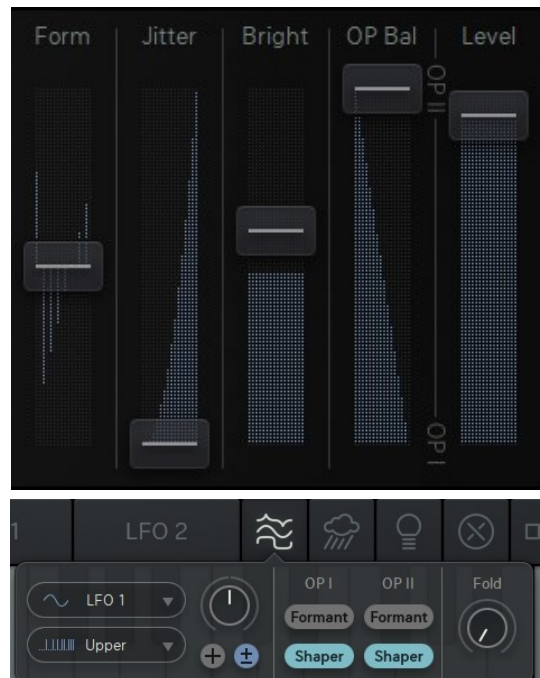 Form Jitter Bright OP Bal Level
OP II
OP I
1 LFO 2
LFO 1 OP I OP II Fold
Formant Formant
Upper Shaper Shaper